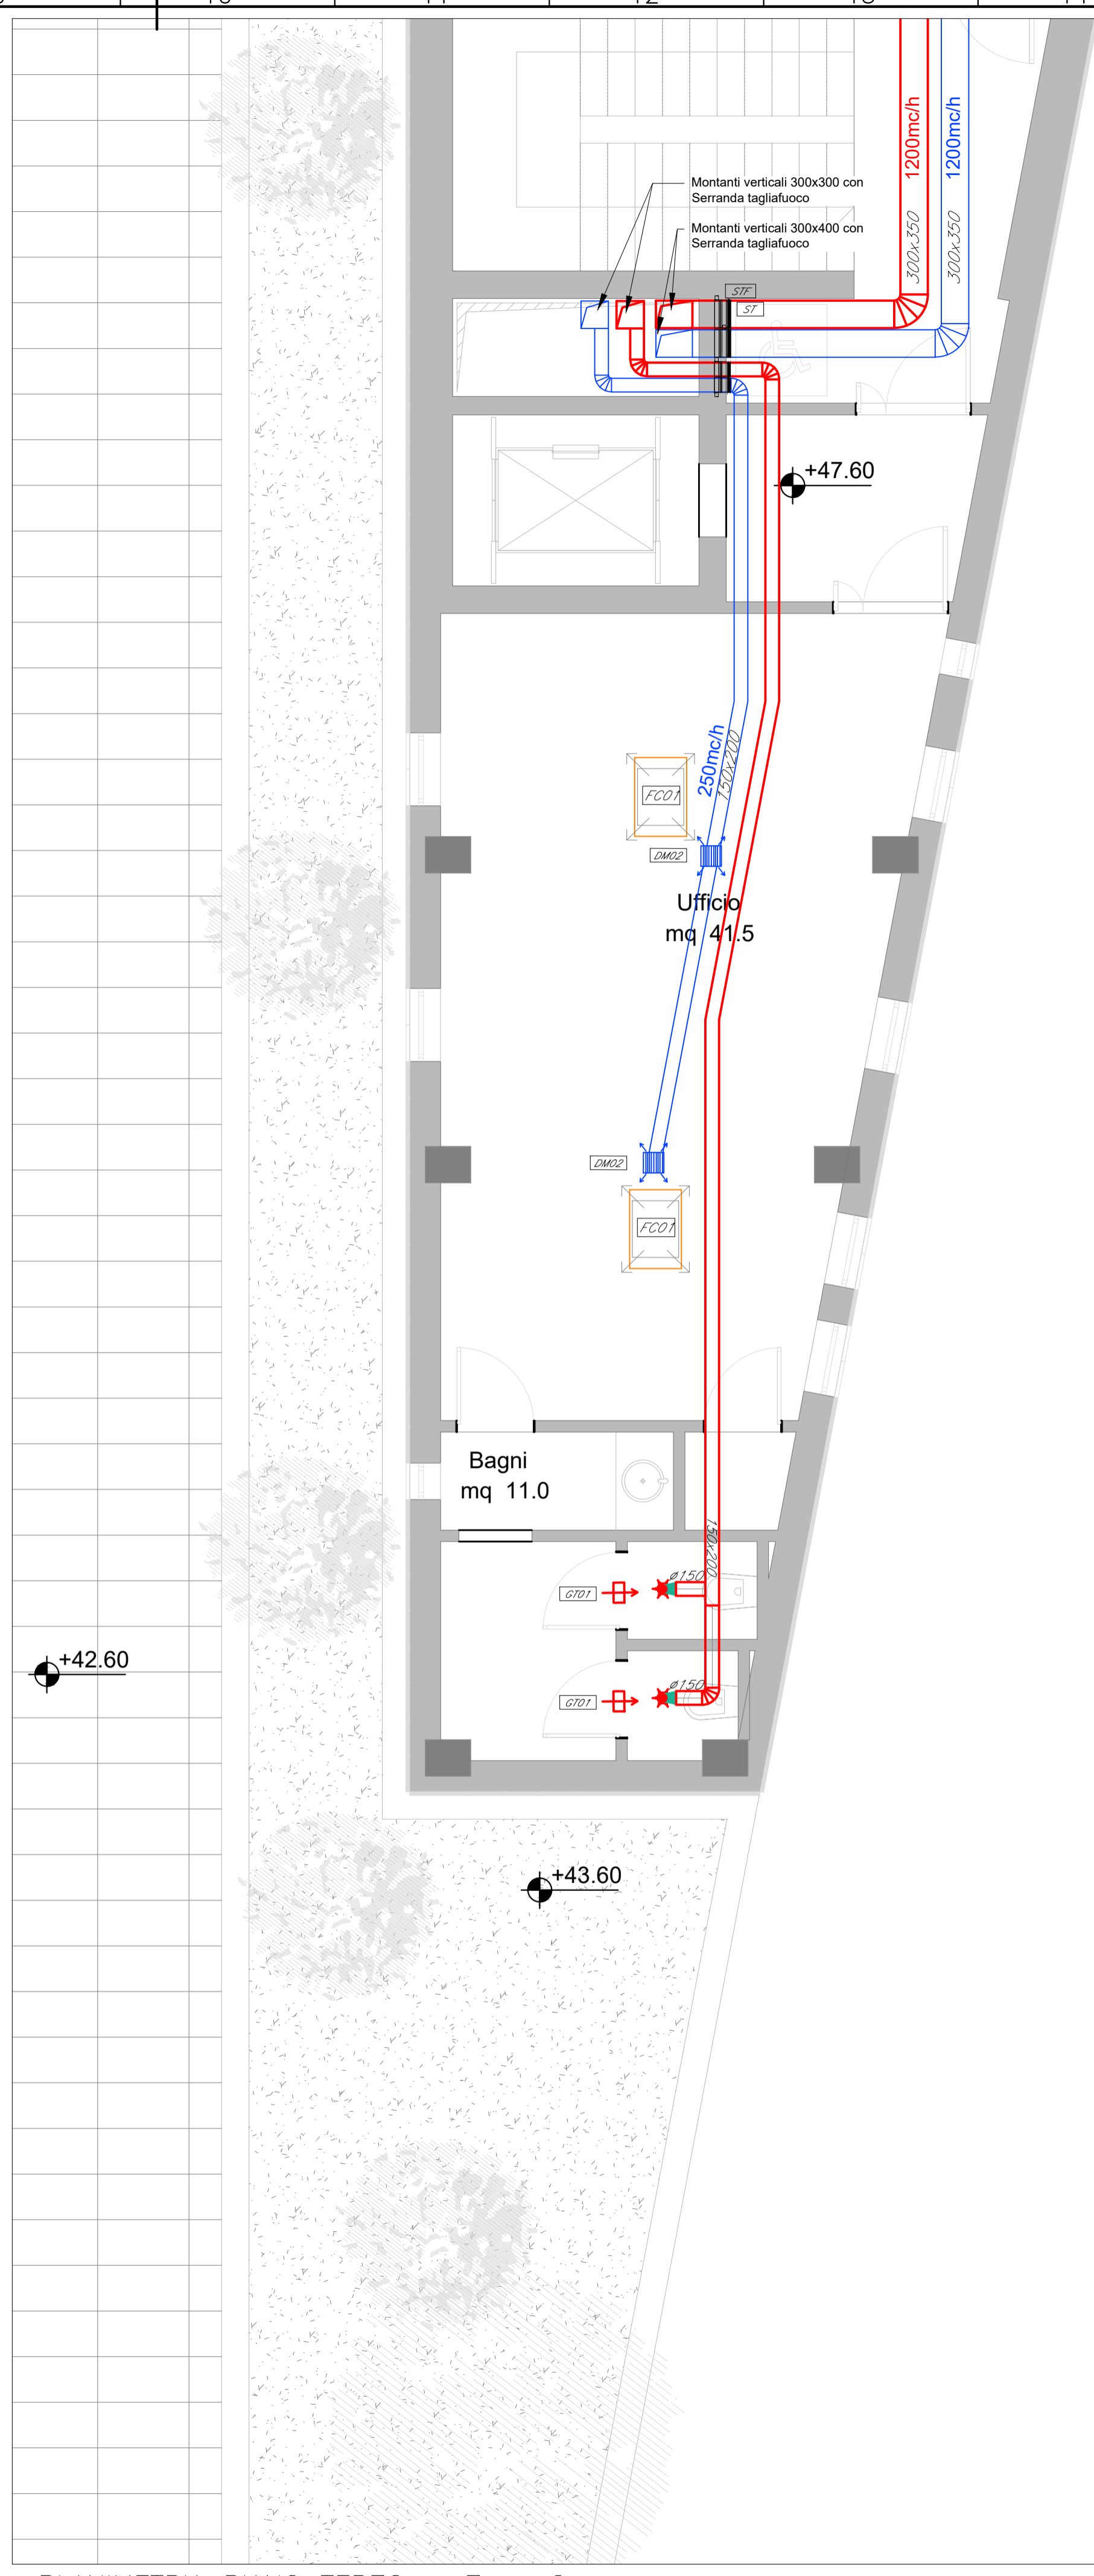 1200mc/h
1200mc/h
300x350
300x350
Montanti verticali 300x300 con
Serranda tagliafuoco
Montanti verticali 300x400 con
Serranda tagliafuoco
STF
ST
+47.60
250mc/h
150x200
FC01
DM02
Ufficio
mq 41.5
DM02
FC01
Bagni
mq 11.0
150x200
ø150
GT01
+42.60
ø150
GT01
+43.60